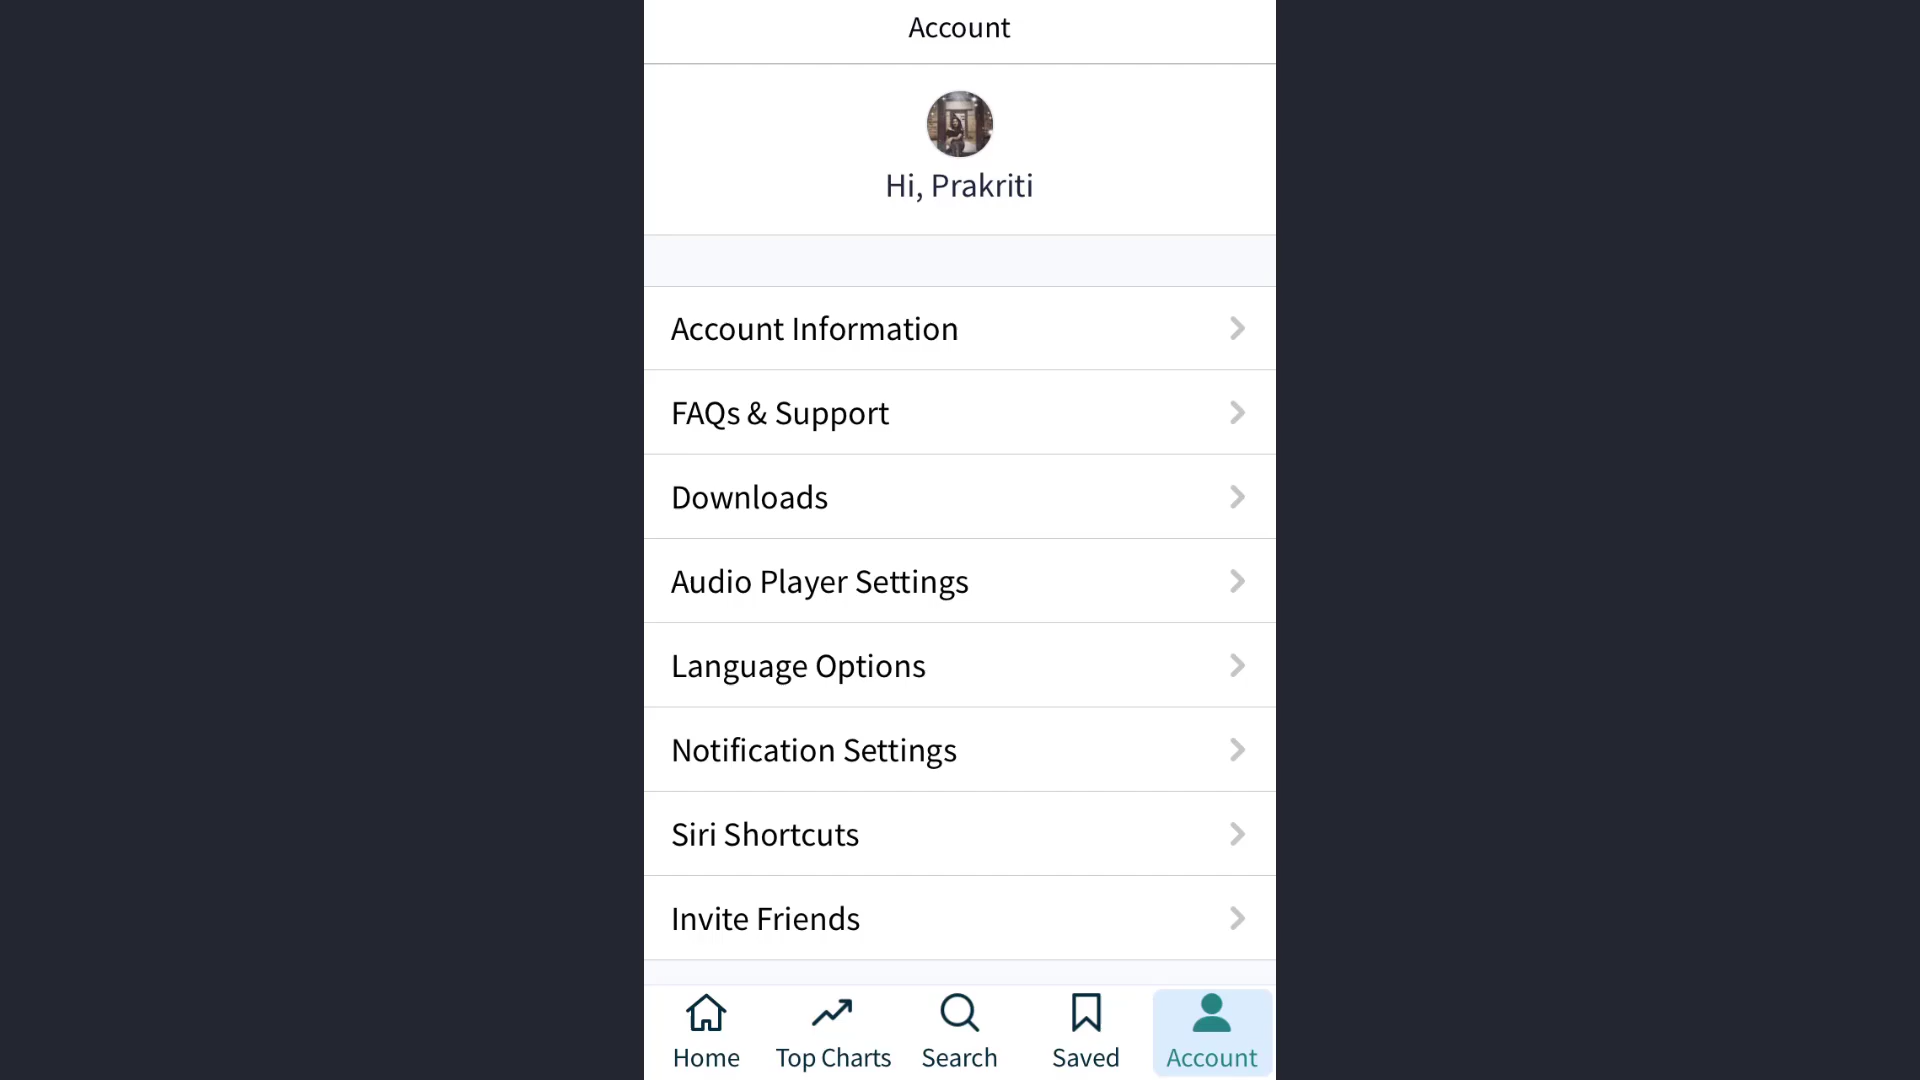 Account
Hi, Prakriti
Account Information
FAQs & Support
Downloads
Audio Player Settings
Language Options
Notification Settings
Siri Shortcuts
Invite Friends
Home
Top Charts
Search
Saved
Account